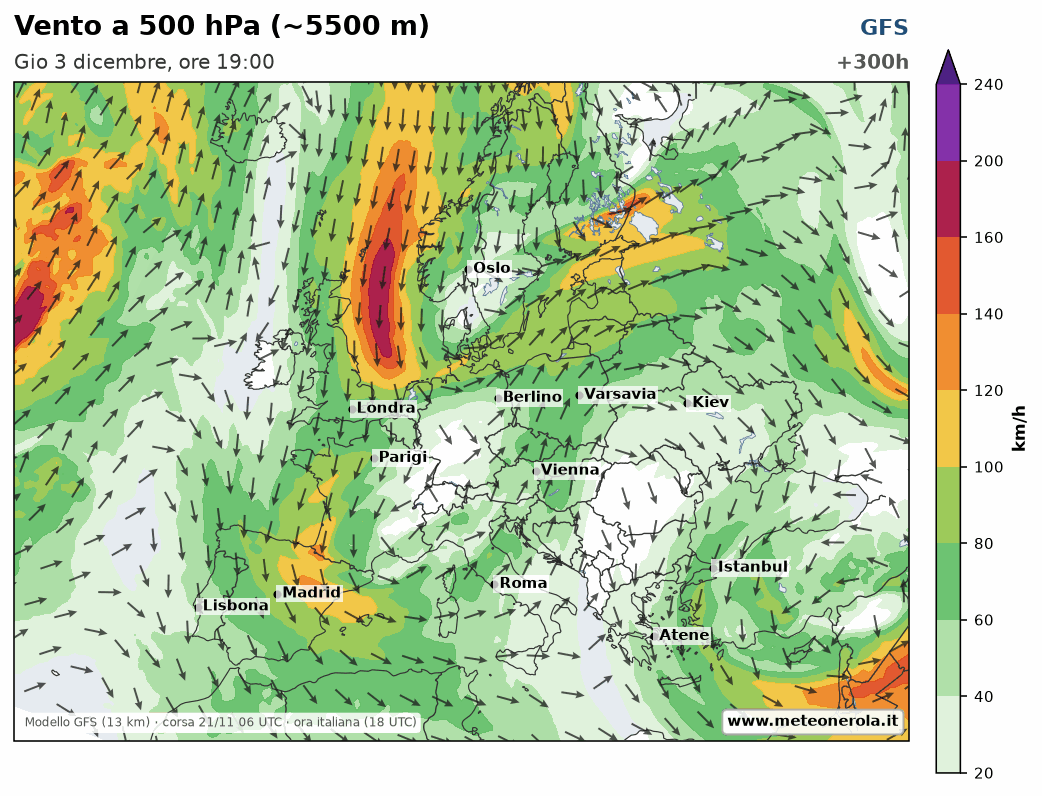 Vento a 500 hPa (~5500 m)
GFS
Gio 3 dicembre, ore 19:00
+300h
240
200
160
140
120
100
80
60
40
20
km/h
Oslo
Berlino
Varsavia
Kiev
Londra
Parigi
Vienna
Istanbul
Roma
Madrid
Lisbona
Atene
Modello GFS (13 km) · corsa 21/11 06 UTC · ora italiana (18 UTC)
www.meteonerola.it